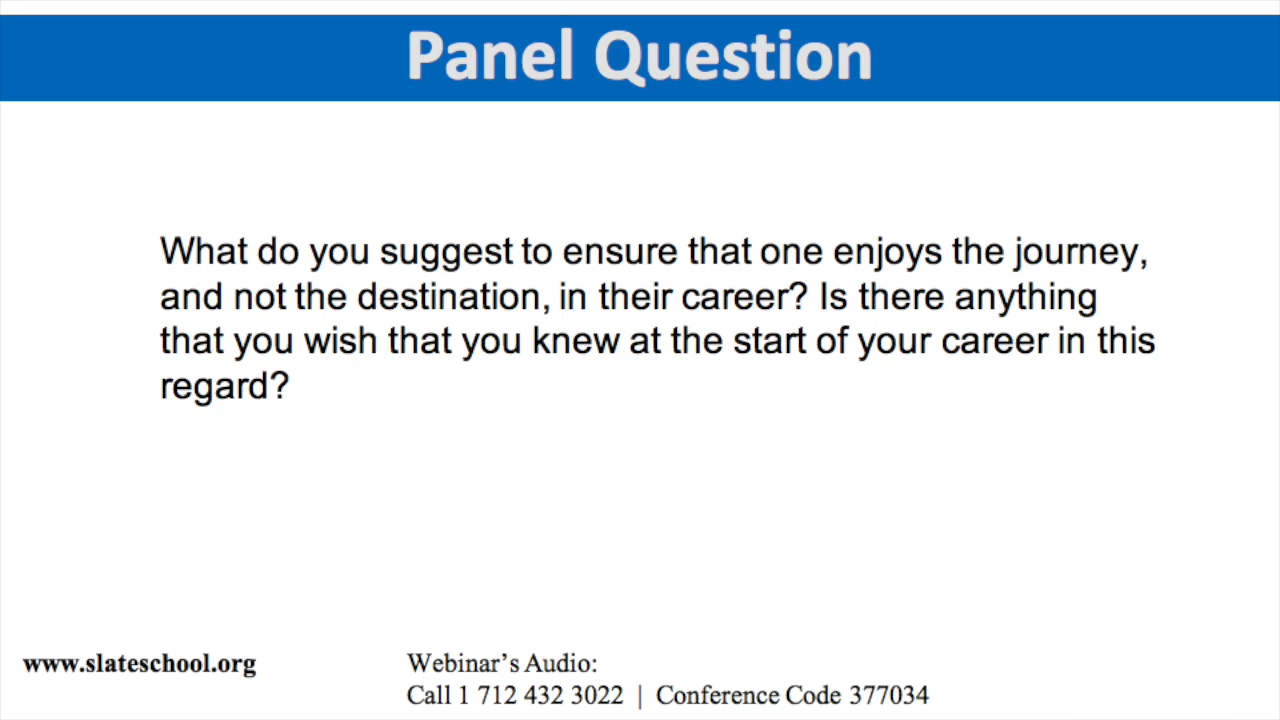 Panel Question
What do you suggest to ensure that one enjoys the journey,
and not the destination, in their career? Is there anything
that you wish that you knew at the start of your career in this
regard?
www.slateschool.org
Webinar's Audio:
Call 1 712 432 3022 | Conference Code 377034